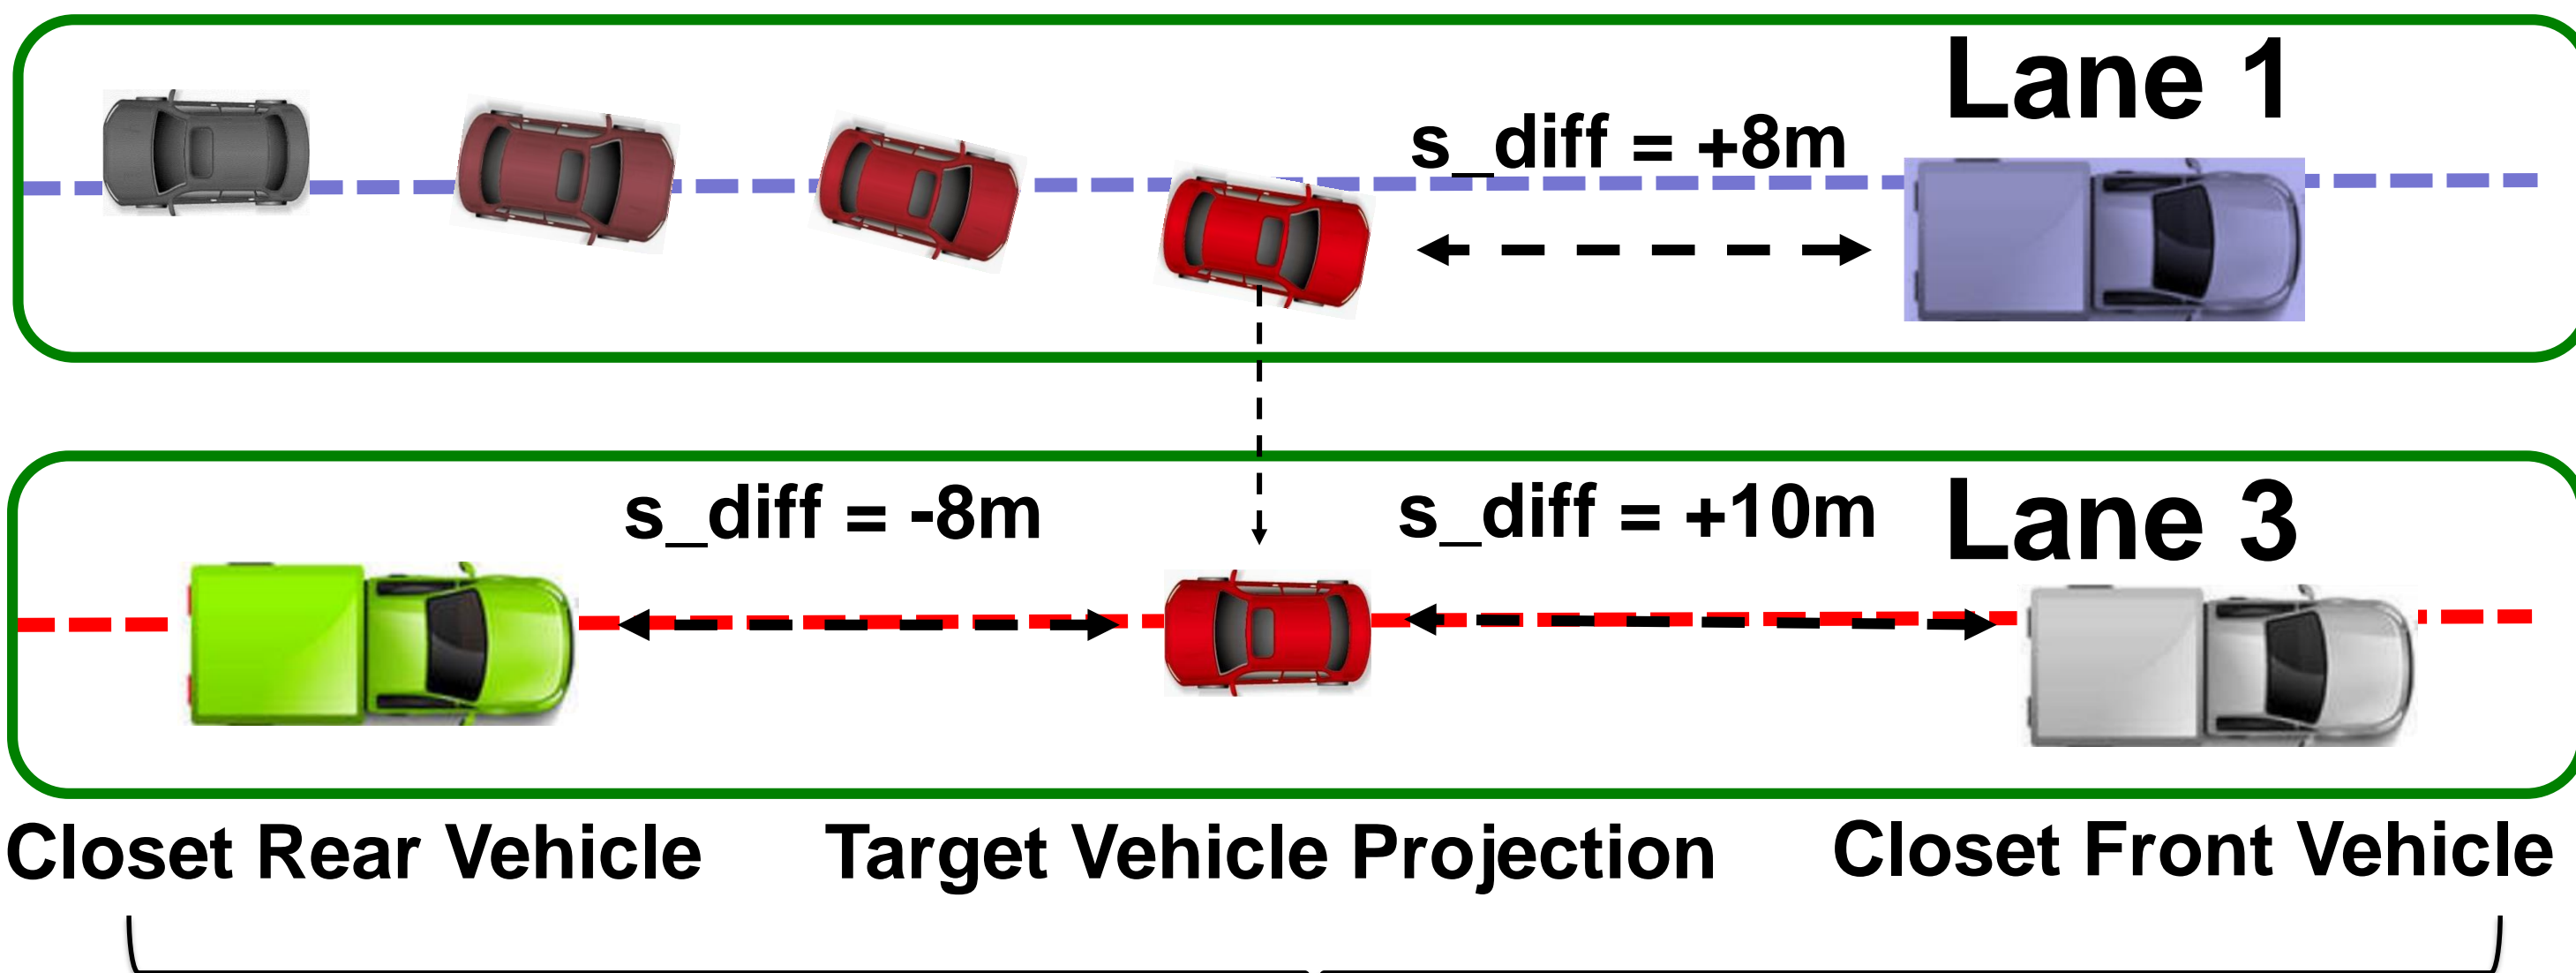 Lane 1
s_diff = +8m
s_diff = -8m
s_diff = +10m
Lane 3
Closet Rear Vehicle
Target Vehicle Projection
Closet Front Vehicle